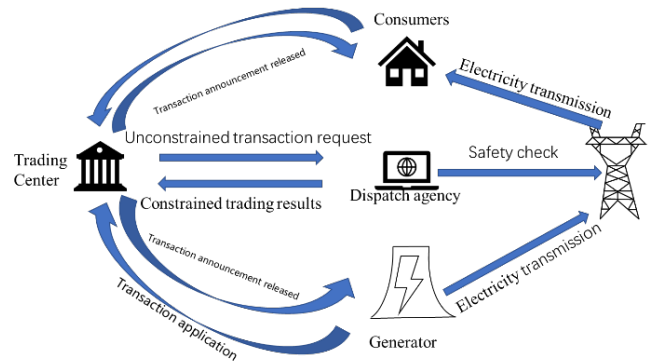 Consumers
Transaction announcement released
Electricity transmission
Unconstrained transaction request
Trading
Center
Safety check
Constrained trading results
Dispatch agency
Transaction announcement released
Electricity transmission
Transaction application
Generator